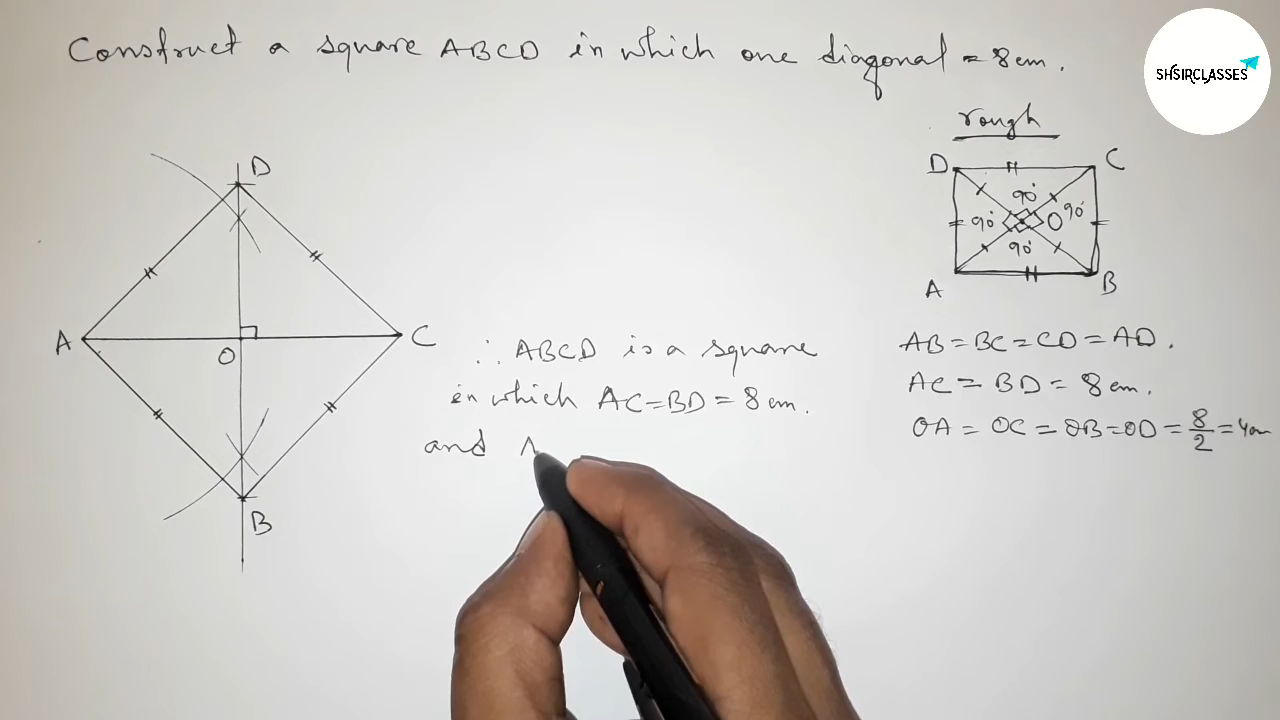 Construct a square ABCD in which one diagonal = 8 cm.
SHSIRCLASSES
rough
D C
90° 90° O 90° 90°
A B
D
A O C
B
∴ ABCD is a square
in which AC = BD = 8 cm.
and A
AB = BC = CD = AD.
AC = BD = 8 cm.
OA = OC = OB = OD = 8/2 = 4cm